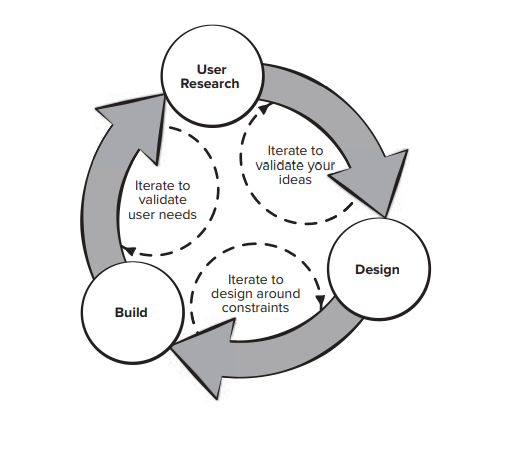 User
Research
Iterate to
validate your
ideas
Iterate to
validate
user needs
Design
Iterate to
design around
constraints
Build